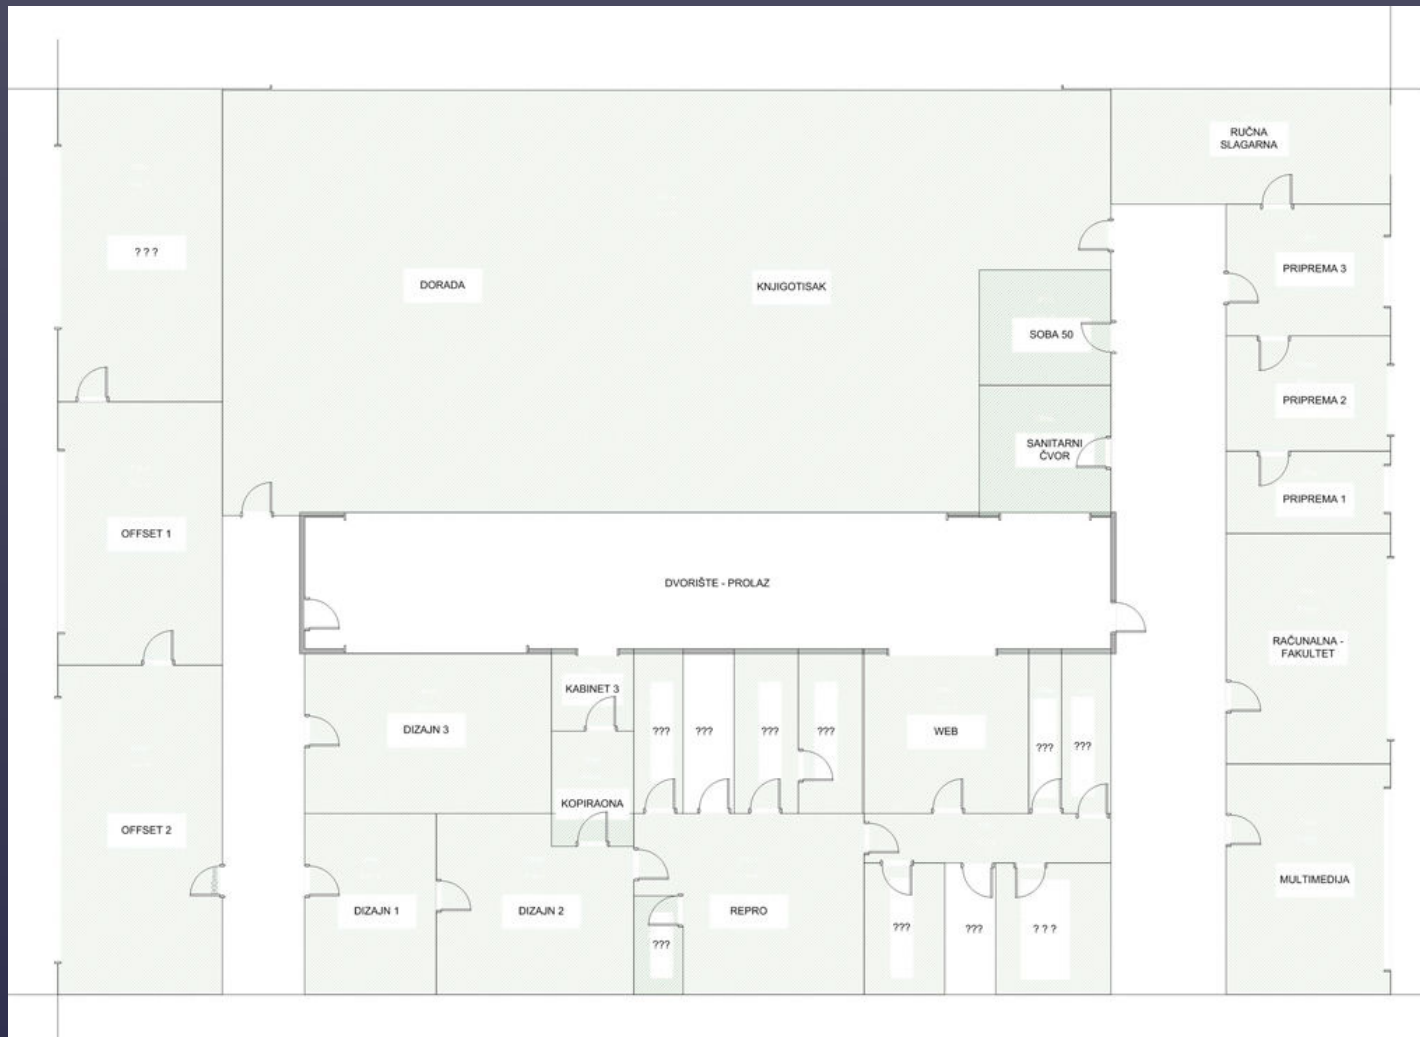 RUČNA
SLAGARNA
? ? ?
PRIPREMA 3
DORADA
KNJIGOTISAK
SOBA 50
PRIPREMA 2
SANITARNI
ČVOR
PRIPREMA 1
OFFSET 1
DVORIŠTE - PROLAZ
RAČUNALNA -
FAKULTET
KABINET 3
DIZAJN 3
???
???
???
???
WEB
???
???
KOPIRAONA
OFFSET 2
MULTIMEDIJA
DIZAJN 1
DIZAJN 2
REPRO
???
???
???
? ? ?